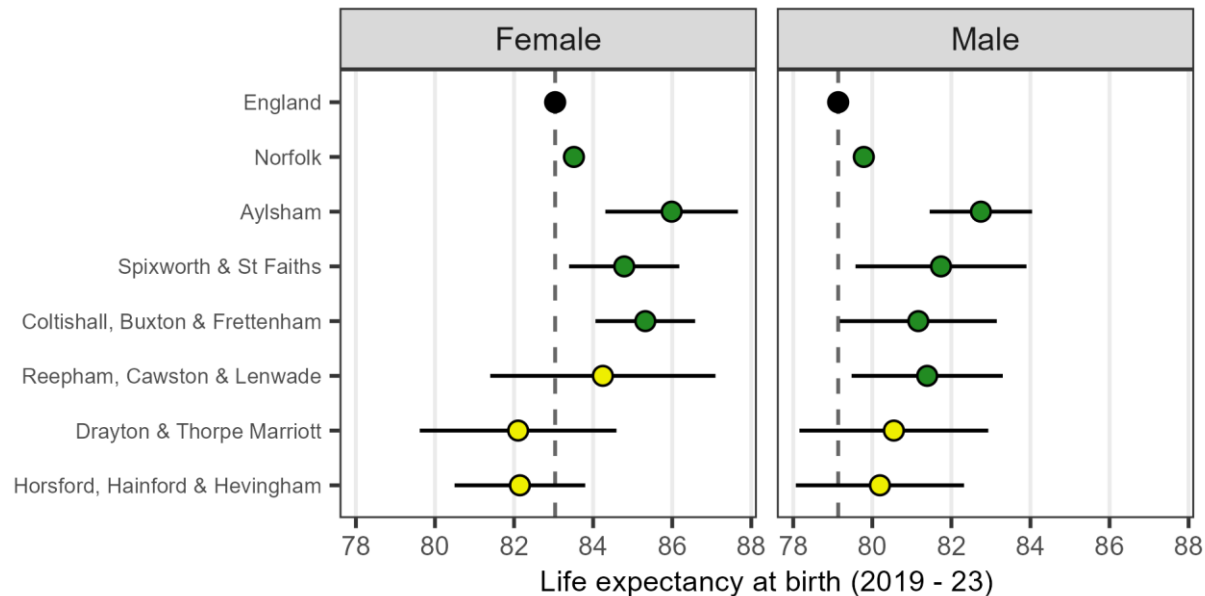 Female
Male
England
Norfolk
Aylsham
Spixworth & St Faiths
Coltishall, Buxton & Frettenham
Reepham, Cawston & Lenwade
Drayton & Thorpe Marriott
Horsford, Hainford & Hevingham
78 80 82 84 86 88
78 80 82 84 86 88
Life expectancy at birth (2019 - 23)